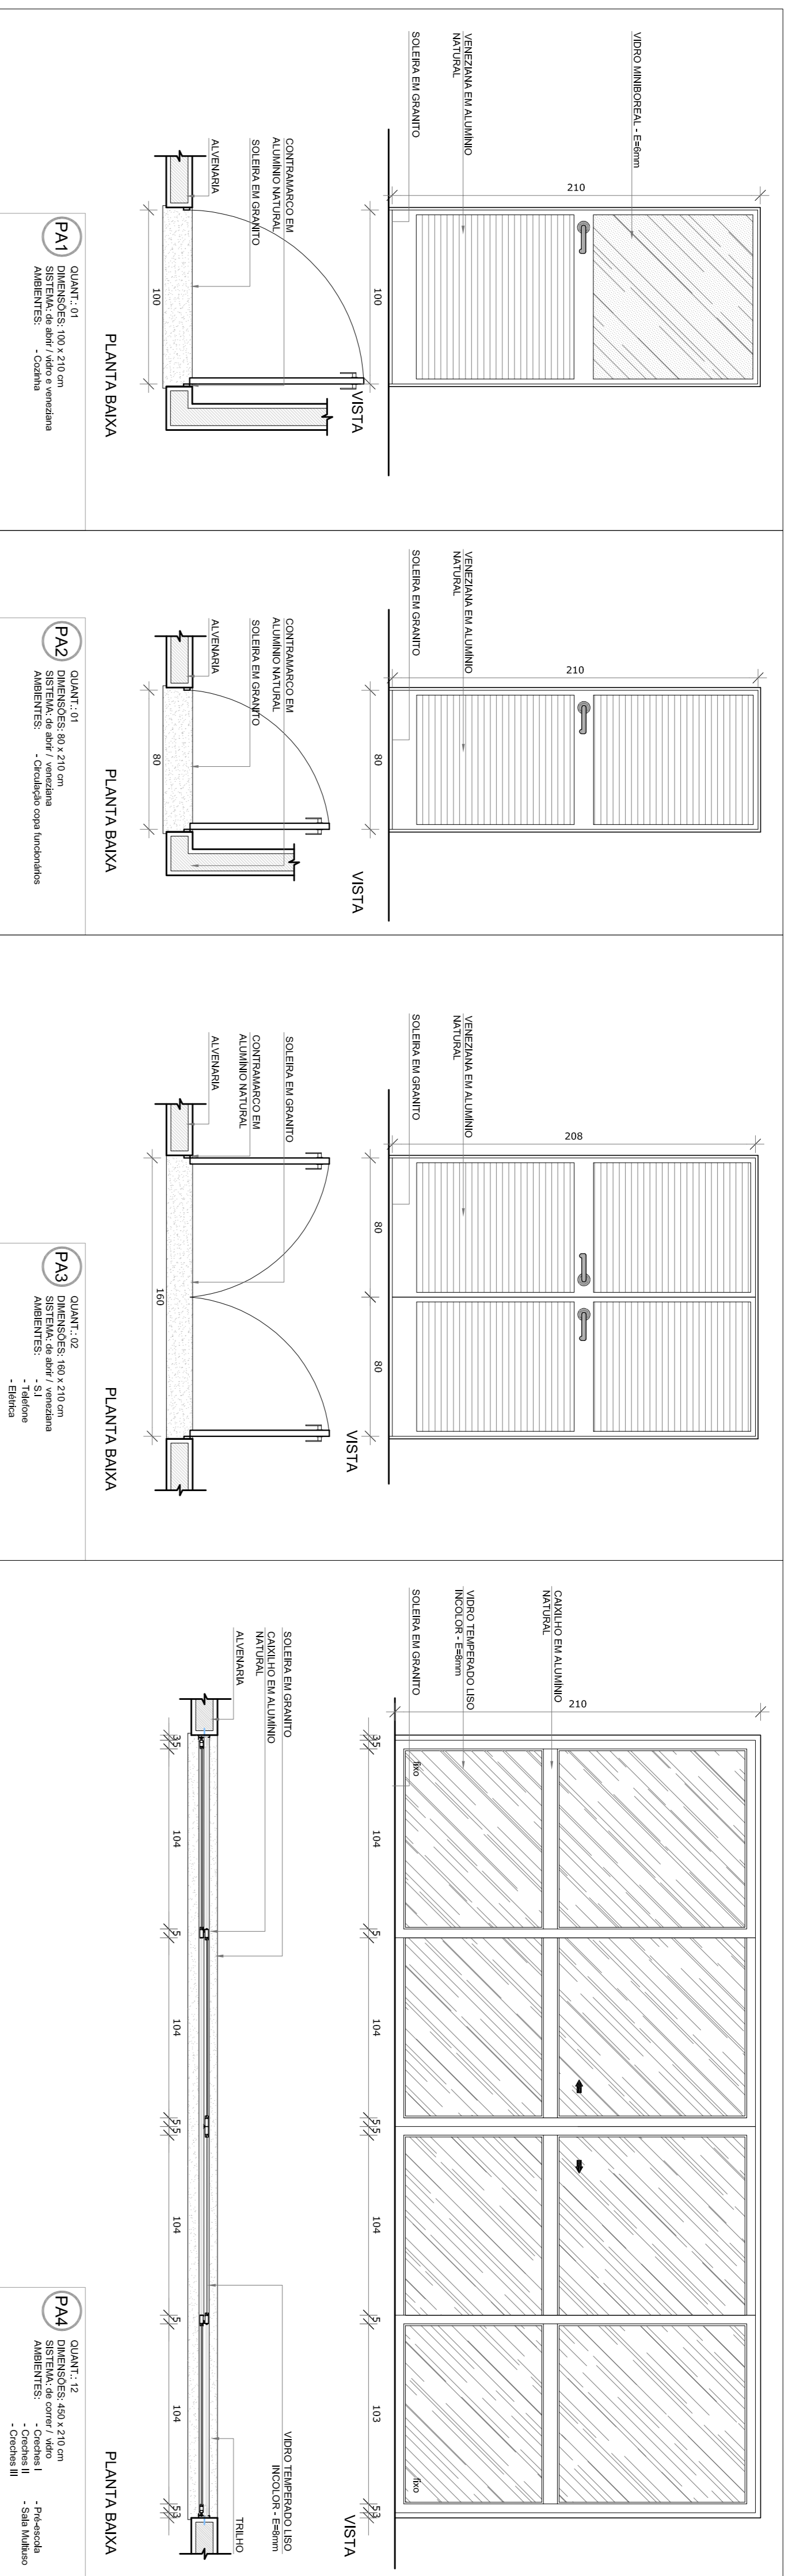 VIDRO MINIBOREAL - E=6mm
VENEZIANA EM ALUMÍNIO
NATURAL
SOLEIRA EM GRANITO
210
100
VISTA
CONTRAMARCO EM
ALUMÍNIO NATURAL
SOLEIRA EM GRANITO
ALVENARIA
100
PLANTA BAIXA
PA1
QUANT.: 01
DIMENSÕES: 100 x 210 cm
SISTEMA: de abrir / vidro e veneziana
AMBIENTES: - Cozinha
VENEZIANA EM ALUMÍNIO
NATURAL
SOLEIRA EM GRANITO
210
80
VISTA
CONTRAMARCO EM
ALUMÍNIO NATURAL
SOLEIRA EM GRANITO
ALVENARIA
80
PLANTA BAIXA
PA2
QUANT.: 01
DIMENSÕES: 80 x 210 cm
SISTEMA: de abrir / veneziana
AMBIENTES: - Circulação copa funcionários
VENEZIANA EM ALUMÍNIO
NATURAL
SOLEIRA EM GRANITO
208
80 80
VISTA
SOLEIRA EM GRANITO
CONTRAMARCO EM
ALUMÍNIO NATURAL
ALVENARIA
160
PLANTA BAIXA
PA3
QUANT.: 02
DIMENSÕES: 160 x 210 cm
SISTEMA: de abrir / veneziana
AMBIENTES: - S.I
- Telefone
- Elétrica
CAIXILHO EM ALUMÍNIO
NATURAL
VIDRO TEMPERADO LISO
INCOLOR - E=8mm
SOLEIRA EM GRANITO
210
fixo fixo
35 104 5 104 55 104 5 103 53
VISTA
SOLEIRA EM GRANITO
CAIXILHO EM ALUMÍNIO
NATURAL
ALVENARIA
VIDRO TEMPERADO LISO
INCOLOR - E=8mm
TRILHO
35 104 5 104 55 104 5 104 53
PLANTA BAIXA
PA4
QUANT.: 12
DIMENSÕES: 450 x 210 cm
SISTEMA: de correr / vidro
AMBIENTES: - Creches I - Pré-escola
- Creches II - Sala Multiuso
- Creches III